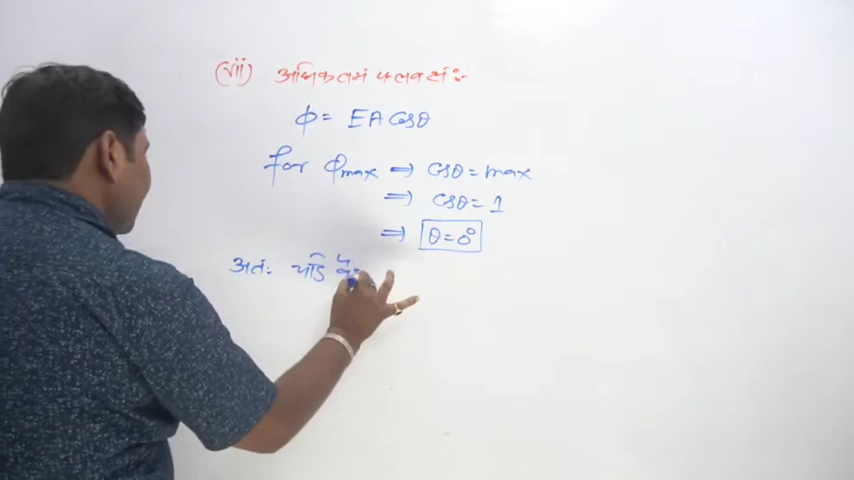 (vii) अधिकतम फ्लक्स :-
ϕ = EA Cosθ
for ϕmax ⇒ Cosθ = max
⇒ Cosθ = 1
⇒ θ = 0°
अतः यदि